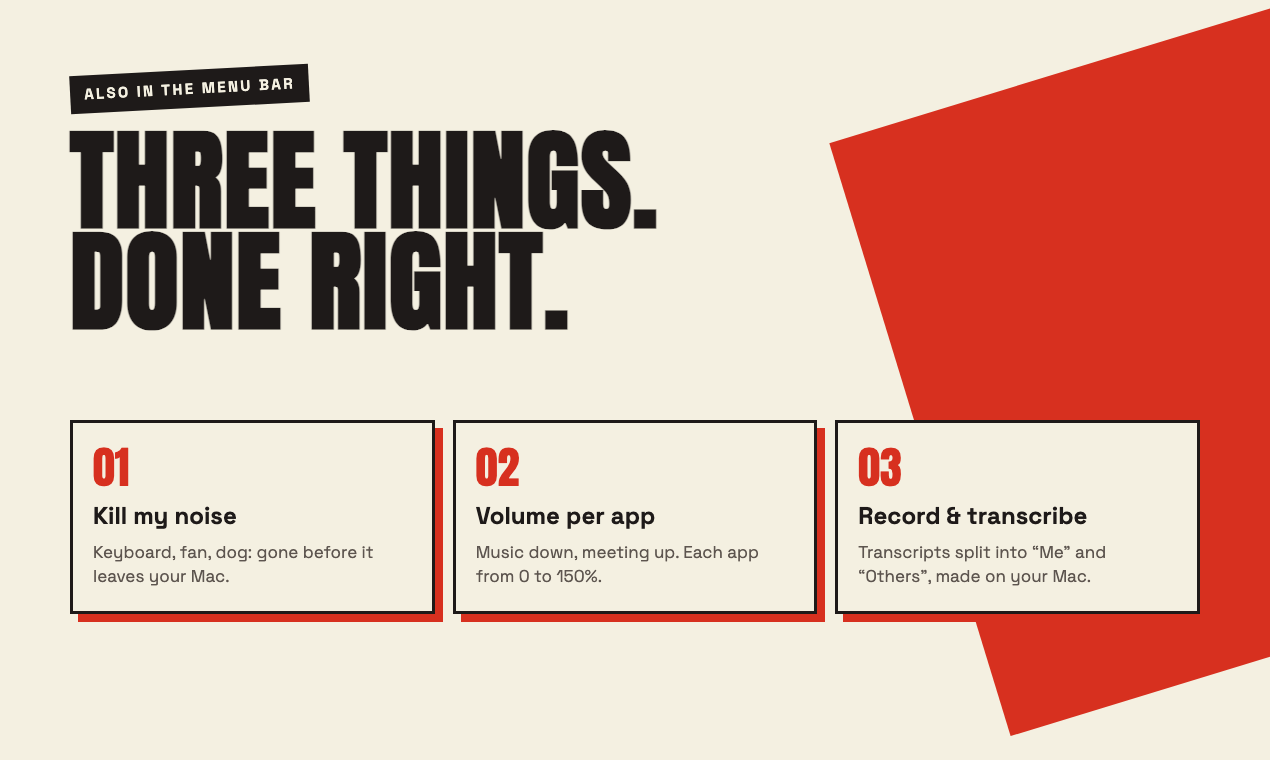 ALSO IN THE MENU BAR
THREE THINGS.
DONE RIGHT.
01
Kill my noise
Keyboard, fan, dog: gone before it
leaves your Mac.
02
Volume per app
Music down, meeting up. Each app
from 0 to 150%.
03
Record & transcribe
Transcripts split into “Me” and
“Others”, made on your Mac.